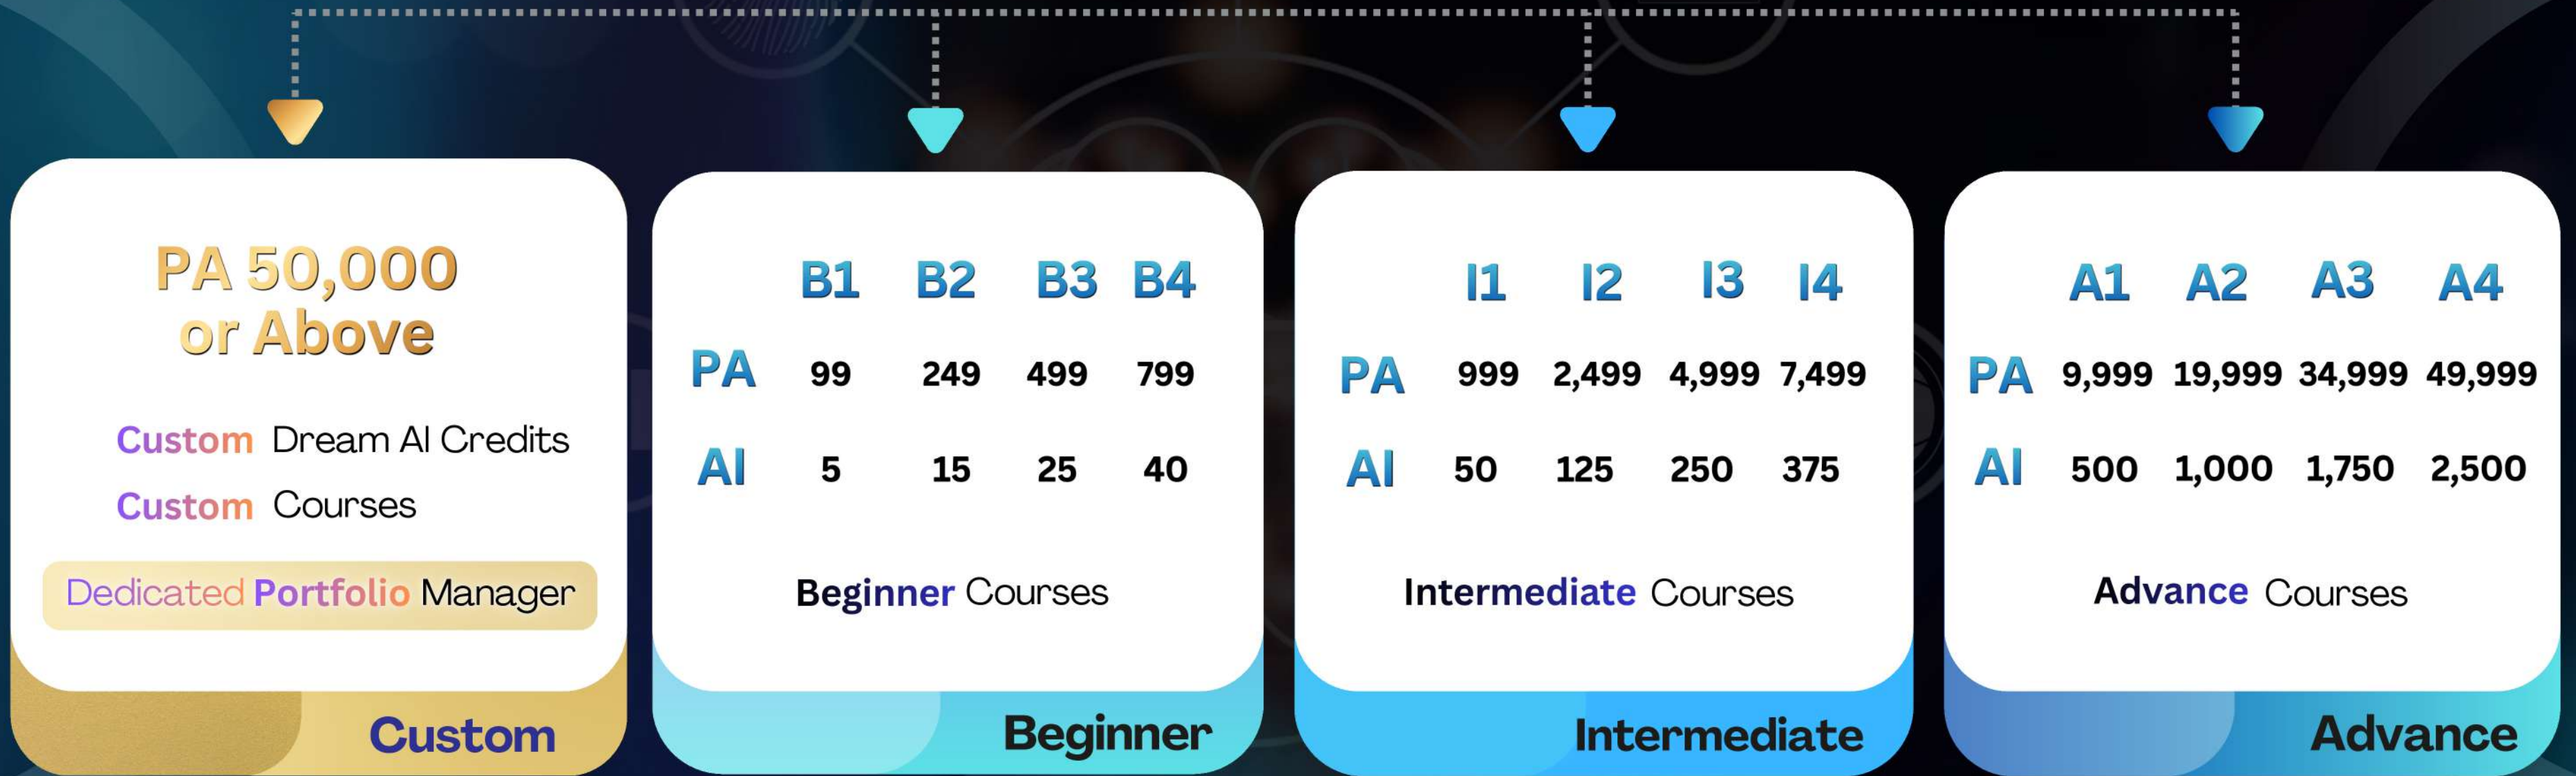 PA 50,000
or Above
Custom Dream AI Credits
Custom Courses
Dedicated Portfolio Manager
Custom
B1 B2 B3 B4
PA 99 249 499 799
AI 5 15 25 40
Beginner Courses
Beginner
I1 I2 I3 I4
PA 999 2,499 4,999 7,499
AI 50 125 250 375
Intermediate Courses
Intermediate
A1 A2 A3 A4
PA 9,999 19,999 34,999 49,999
AI 500 1,000 1,750 2,500
Advance Courses
Advance